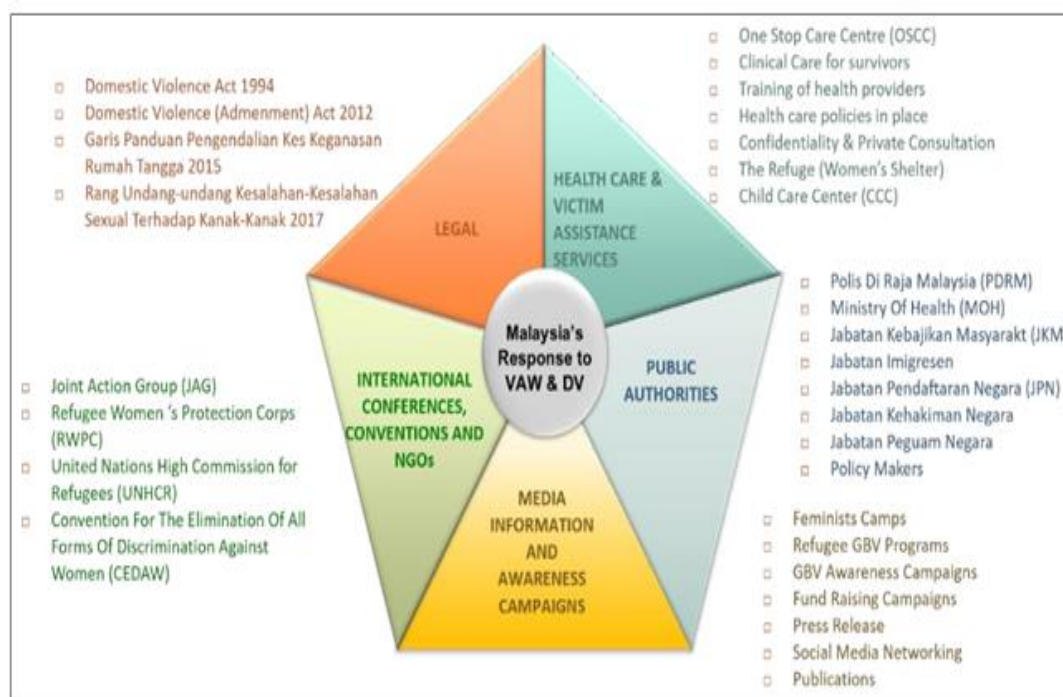 Domestic Violence Act 1994
Domestic Violence (Admenment) Act 2012
Garis Panduan Pengendalian Kes Keganasan
Rumah Tangga 2015
Rang Undang-undang Kesalahan-Kesalahan
Sexual Terhadap Kanak-Kanak 2017
LEGAL
One Stop Care Centre (OSCC)
Clinical Care for survivors
Training of health providers
Health care policies in place
Confidentiality & Private Consultation
The Refuge (Women's Shelter)
Child Care Center (CCC)
HEALTH CARE &
VICTIM
ASSISTANCE
SERVICES
Malaysia's
Response to
VAW & DV
Polis Di Raja Malaysia (PDRM)
Ministry Of Health (MOH)
Jabatan Kebajikan Masyarakt (JKM
Jabatan Imigresen
Jabatan Pendaftaran Negara (JPN)
Jabatan Kehakiman Negara
Jabatan Peguam Negara
Policy Makers
PUBLIC
AUTHORITIES
Joint Action Group (JAG)
Refugee Women 's Protection Corps
(RWPC)
United Nations High Commission for
Refugees (UNHCR)
Convention For The Elimination Of All
Forms Of Discrimination Against
Women (CEDAW)
INTERNATIONAL
CONFERENCES,
CONVENTIONS AND
NGOs
MEDIA
INFORMATION
AND
AWARENESS
CAMPAIGNS
Feminists Camps
Refugee GBV Programs
GBV Awareness Campaigns
Fund Raising Campaigns
Press Release
Social Media Networking
Publications